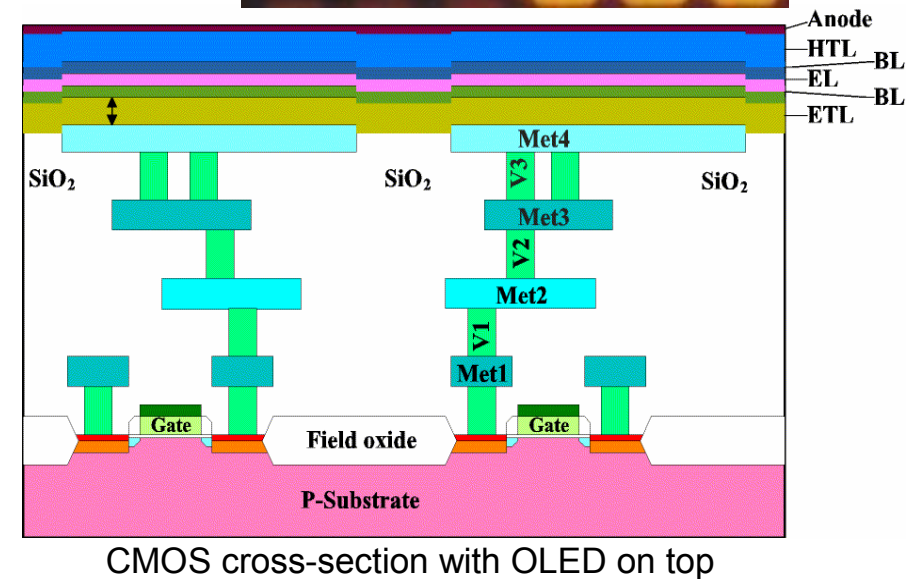 Anode
HTL
BL
EL
BL
ETL
Met4
SiO₂
SiO₂
SiO₂
V3
Met3
V2
Met2
V1
Met1
Gate
Gate
Field oxide
P-Substrate
CMOS cross-section with OLED on top